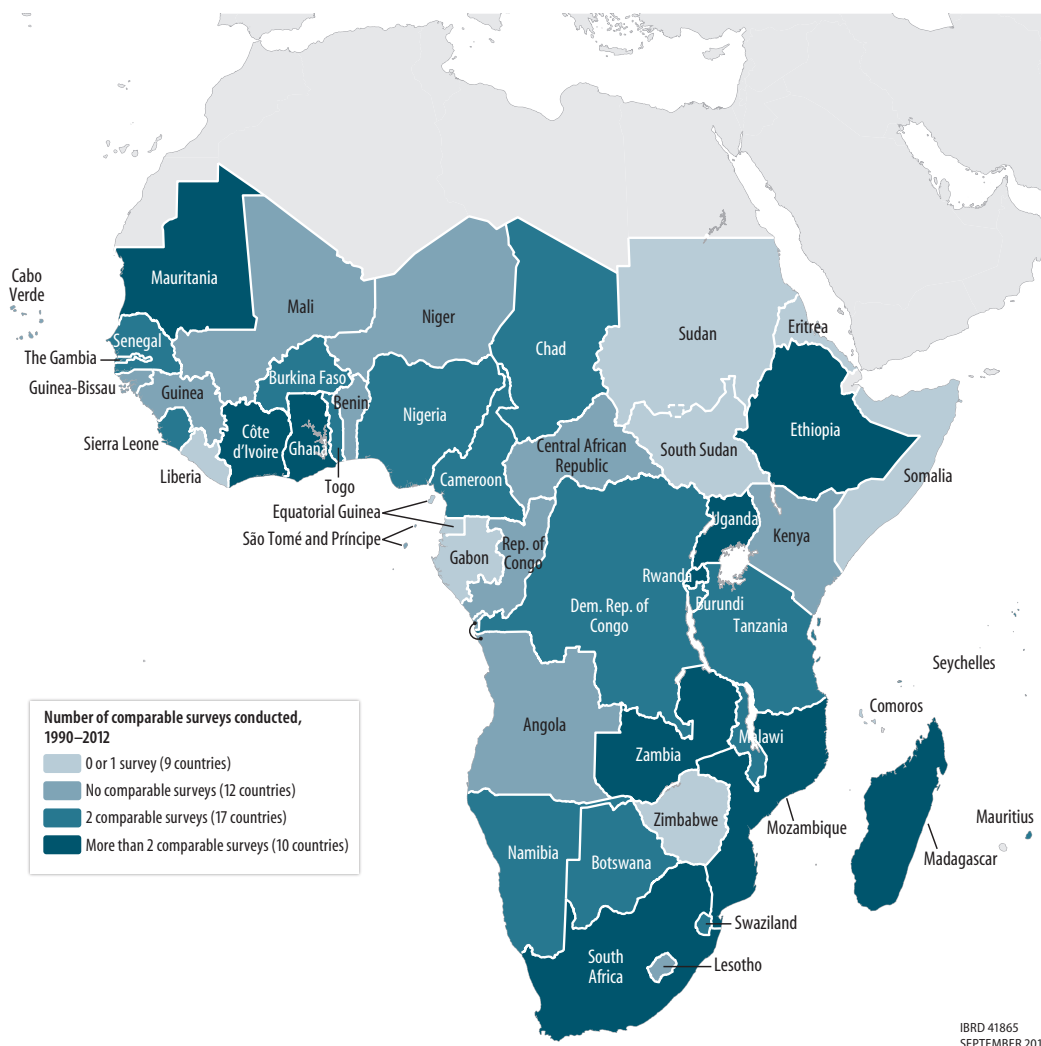 Cabo
Verde
Mauritania
Mali
Niger
Chad
Sudan
Eritrea
Senegal
The Gambia
Guinea-Bissau
Guinea
Burkina Faso
Benin
Nigeria
Ethiopia
Sierra Leone
Côte
d'Ivoire
Ghana
Central African
Republic
South Sudan
Somalia
Liberia
Togo
Cameroon
Equatorial Guinea
São Tomé and Príncipe
Gabon
Rep. of
Congo
Uganda
Kenya
Rwanda
Burundi
Dem. Rep. of
Congo
Tanzania
Seychelles
Comoros
Angola
Malawi
Zambia
Mozambique
Zimbabwe
Mauritius
Madagascar
Namibia
Botswana
Swaziland
South
Africa
Lesotho
Number of comparable surveys conducted,
1990–2012
0 or 1 survey (9 countries)
No comparable surveys (12 countries)
2 comparable surveys (17 countries)
More than 2 comparable surveys (10 countries)
IBRD 41865
SEPTEMBER 201